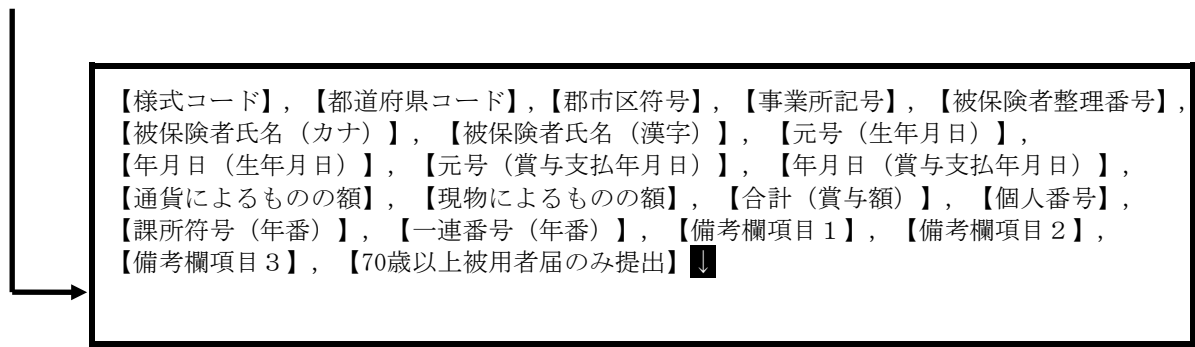 【様式コード】, 【都道府県コード】,【郡市区符号】, 【事業所記号】, 【被保険者整理番号】,
【被保険者氏名（カナ）】, 【被保険者氏名（漢字）】, 【元号（生年月日）】,
【年月日（生年月日）】, 【元号（賞与支払年月日）】, 【年月日（賞与支払年月日）】
【通貨によるものの額】, 【現物によるものの額】, 【合計（賞与額）】, 【個人番号】,
【課所符号（年番）】, 【一連番号（年番）】, 【備考欄項目１】, 【備考欄項目２】,
【備考欄項目３】, 【70歳以上被用者届のみ提出】↓